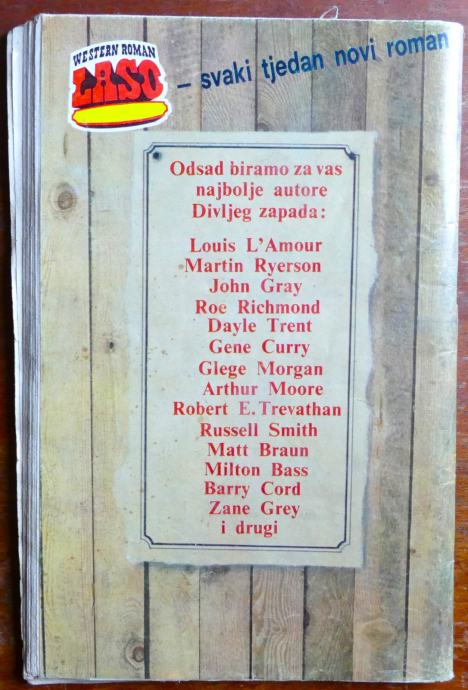 WESTERN ROMAN
LASO
– svaki tjedan novi roman
Odsad biramo za vas
najbolje autore
Divljeg zapada:
Louis L'Amour
Martin Ryerson
John Gray
Roe Richmond
Dayle Trent
Gene Curry
Glege Morgan
Arthur Moore
Robert E. Trevathan
Russell Smith
Matt Braun
Milton Bass
Barry Cord
Zane Grey
i drugi